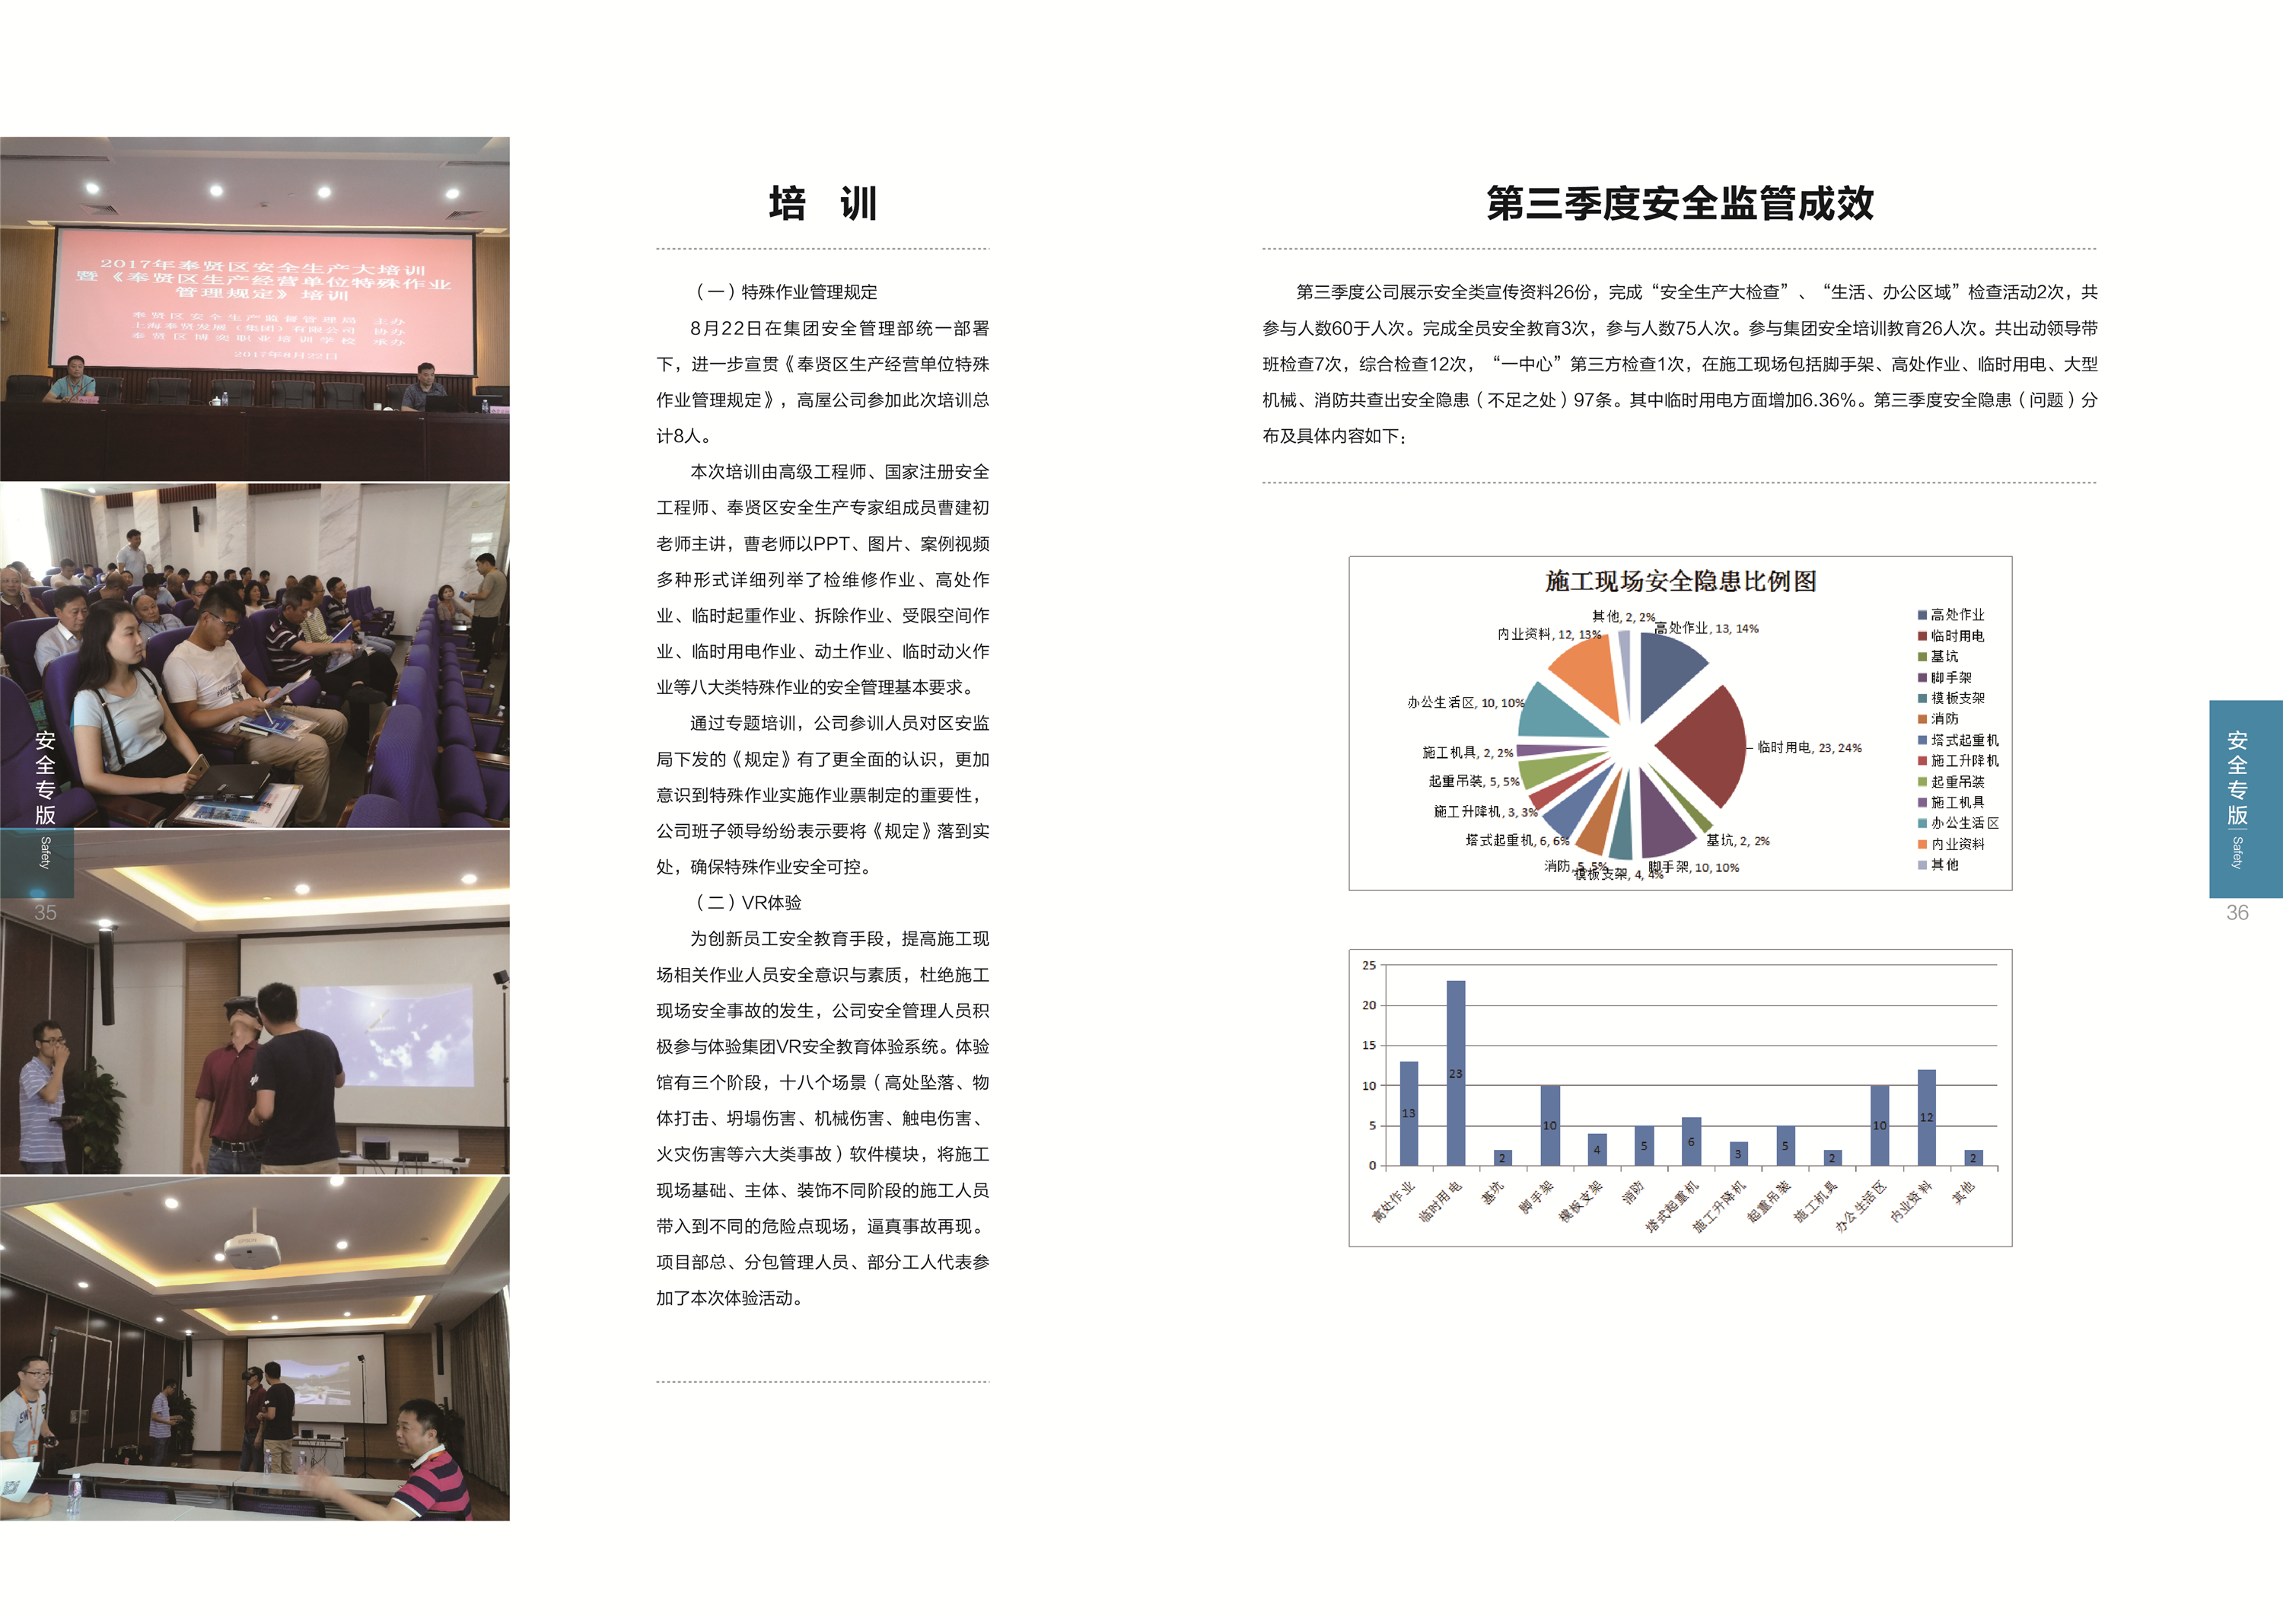 2017年奉贤区安全生产大培训
暨《奉贤区生产经营单位特殊作业
管理规定》培训
奉贤区安全生产监督管理局 主办
上海奉贤发展（集团）有限公司 协办
奉贤区博奕职业培训学校 承办
2017年8月22日
安全专版
Safety
35
培 训
（一）特殊作业管理规定
8月22日在集团安全管理部统一部署
下，进一步宣贯《奉贤区生产经营单位特殊
作业管理规定》，高屋公司参加此次培训总
计8人。
本次培训由高级工程师、国家注册安全
工程师、奉贤区安全生产专家组成员曹建初
老师主讲，曹老师以PPT、图片、案例视频
多种形式详细列举了检维修作业、高处作
业、临时起重作业、拆除作业、受限空间作
业、临时用电作业、动土作业、临时动火作
业等八大类特殊作业的安全管理基本要求。
通过专题培训，公司参训人员对区安监
局下发的《规定》有了更全面的认识，更加
意识到特殊作业实施作业票制定的重要性，
公司班子领导纷纷表示要将《规定》落到实
处，确保特殊作业安全可控。
（二）VR体验
为创新员工安全教育手段，提高施工现
场相关作业人员安全意识与素质，杜绝施工
现场安全事故的发生，公司安全管理人员积
极参与体验集团VR安全教育体验系统。体验
馆有三个阶段，十八个场景（高处坠落、物
体打击、坍塌伤害、机械伤害、触电伤害、
火灾伤害等六大类事故）软件模块，将施工
现场基础、主体、装饰不同阶段的施工人员
带入到不同的危险点现场，逼真事故再现。
项目部总、分包管理人员、部分工人代表参
加了本次体验活动。
第三季度安全监管成效
第三季度公司展示安全类宣传资料26份，完成“安全生产大检查”、“生活、办公区域”检查活动2次，共
参与人数60于人次。完成全员安全教育3次，参与人数75人次。参与集团安全培训教育26人次。共出动领导带
班检查7次，综合检查12次，“一中心”第三方检查1次，在施工现场包括脚手架、高处作业、临时用电、大型
机械、消防共查出安全隐患（不足之处）97条。其中临时用电方面增加6.36%。第三季度安全隐患（问题）分
布及具体内容如下：
施工现场安全隐患比例图
其他, 2, 2%
高处作业, 13, 14%
内业资料, 12, 13%
办公生活区, 10, 10%
临时用电, 23, 24%
施工机具, 2, 2%
起重吊装, 5, 5%
施工升降机, 3, 3%
塔式起重机, 6, 6%
基坑, 2, 2%
消防, 5, 5%
模板支架, 4, 4%
脚手架, 10, 10%
高处作业
临时用电
基坑
脚手架
模板支架
消防
塔式起重机
施工升降机
起重吊装
施工机具
办公生活区
内业资料
其他
25
20
15
10
5
0
13
23
2
10
4
5
6
3
5
2
10
12
2
高处作业
临时用电
基坑
脚手架
模板支架
消防
塔式起重机
施工升降机
起重吊装
施工机具
办公生活区
内业资料
其他
安全专版
Safety
36